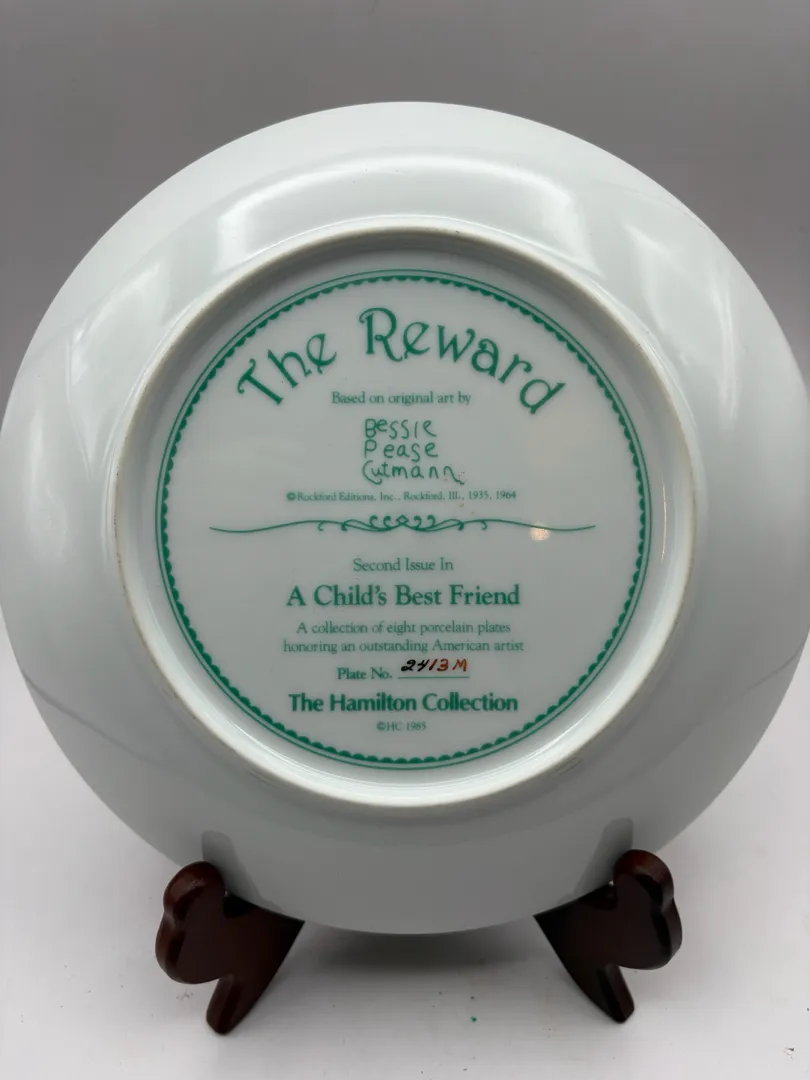 The Reward
Based on original art by
Bessie
Pease
Gutmann
©Rockford Editions, Inc., Rockford, Ill., 1935, 1964
Second Issue In
A Child's Best Friend
A collection of eight porcelain plates
honoring an outstanding American artist
Plate No. 2413M
The Hamilton Collection
©HC 1985